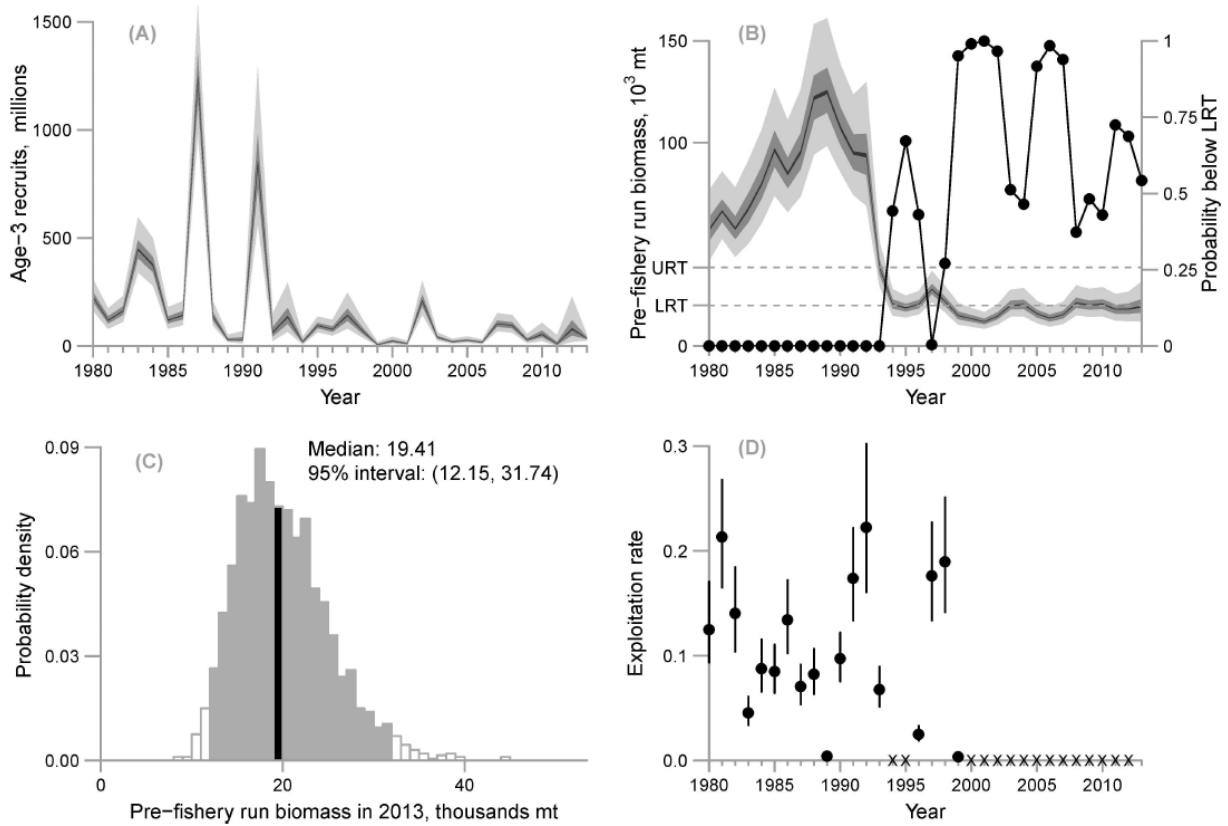 (A)
1500
1000
500
0
Age−3 recruits, millions
1980 1985 1990 1995 2000 2005 2010
Year
(B)
150
100
URT
LRT
0
Pre−fishery run biomass, 10³ mt
1
0.75
0.5
0.25
0
Probability below LRT
1980 1985 1990 1995 2000 2005 2010
Year
(C)
Median: 19.41
95% interval: (12.15, 31.74)
0.09
0.06
0.03
0.00
Probability density
0 20 40
Pre−fishery run biomass in 2013, thousands mt
(D)
0.3
0.2
0.1
0.0
Exploitation rate
1980 1985 1990 1995 2000 2005 2010
Year